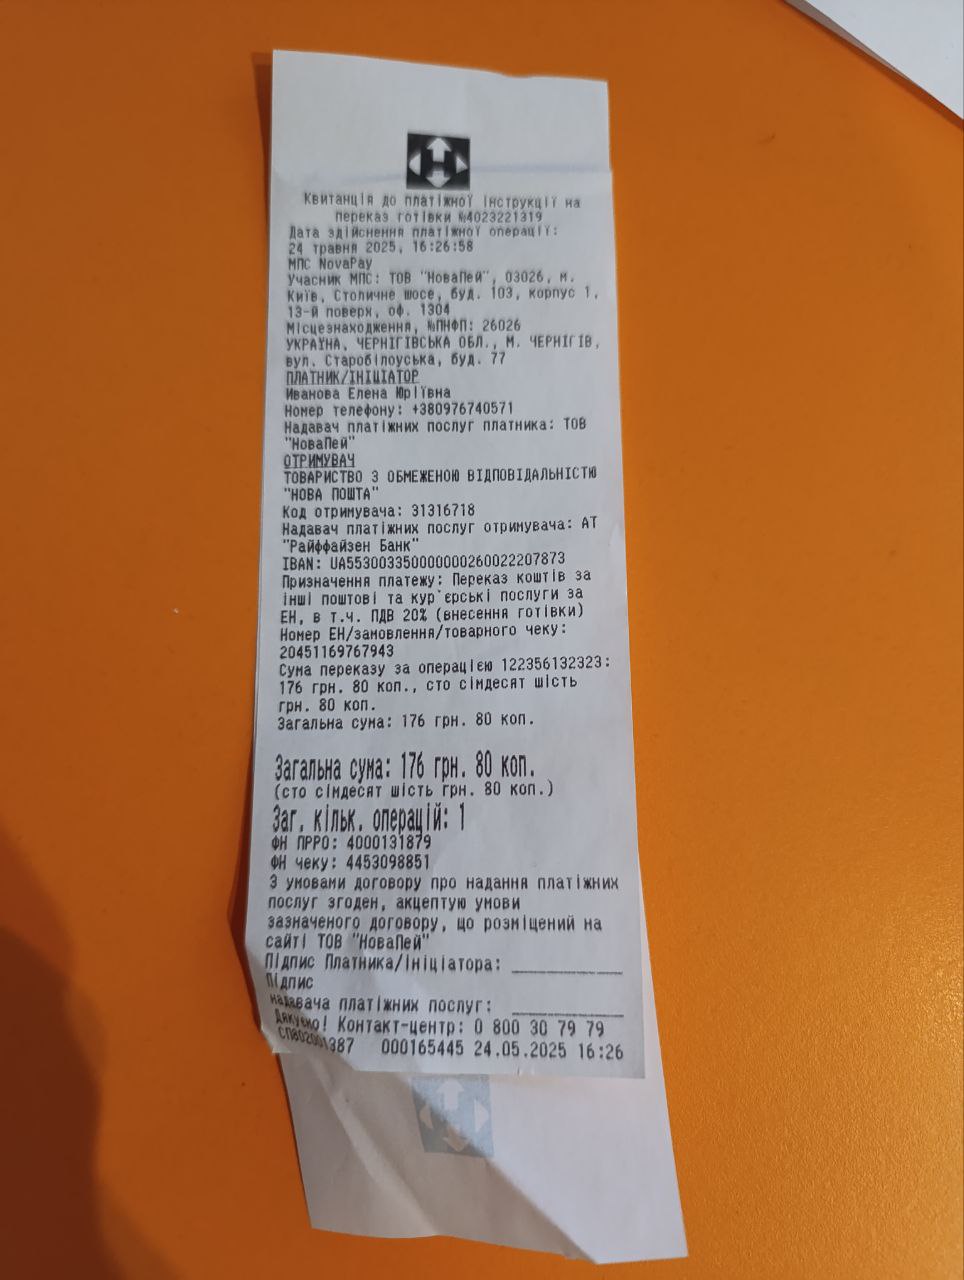 Квитанція до платіжної інструкції на
переказ готівки №4023221319
Дата здійснення платіжної операції:
24 травня 2025, 16:26:58
МПС NovaPay
Учасник МПС: ТОВ "НоваПей", 03026, м.
Київ, Столичне шосе, буд. 103, корпус 1,
13-й поверх, оф. 1304
Місцезнаходження, №ПНФП: 26026
УКРАЇНА, ЧЕРНІГІВСЬКА ОБЛ., М. ЧЕРНІГІВ,
вул. Старобілоуська, буд. 77
ПЛАТНИК/ІНІЦІАТОР
Иванова Елена Юріївна
Номер телефону: +380976740571
Надавач платіжних послуг платника: ТОВ
"НоваПей"
ОТРИМУВАЧ
ТОВАРИСТВО З ОБМЕЖЕНОЮ ВІДПОВІДАЛЬНІСТЮ
"НОВА ПОШТА"
Код отримувача: 31316718
Надавач платіжних послуг отримувача: АТ
"Райффайзен Банк"
IBAN: UA553003350000000260022207873
Призначення платежу: Переказ коштів за
інші поштові та кур`єрські послуги за
ЕН, в т.ч. ПДВ 20% (внесення готівки)
Номер ЕН/замовлення/товарного чеку:
20451169767943
Сума переказу за операцією 122356132323:
176 грн. 80 коп., сто сімдесят шість
грн. 80 коп.
Загальна сума: 176 грн. 80 коп.
Загальна сума: 176 грн. 80 коп.
(сто сімдесят шість грн. 80 коп.)
Заг. кільк. операцій: 1
ФН ПРРО: 4000131879
ФН чеку: 4453098851
З умовами договору про надання платіжних
послуг згоден, акцептую умови
зазначеного договору, що розміщений на
сайті ТОВ "НоваПей"
Підпис Платника/Ініціатора: ____________
Підпис
надавача платіжних послуг: ____________
Дякуємо! Контакт-центр: 0 800 30 79 79
СП802001387 000165445 24.05.2025 16:26